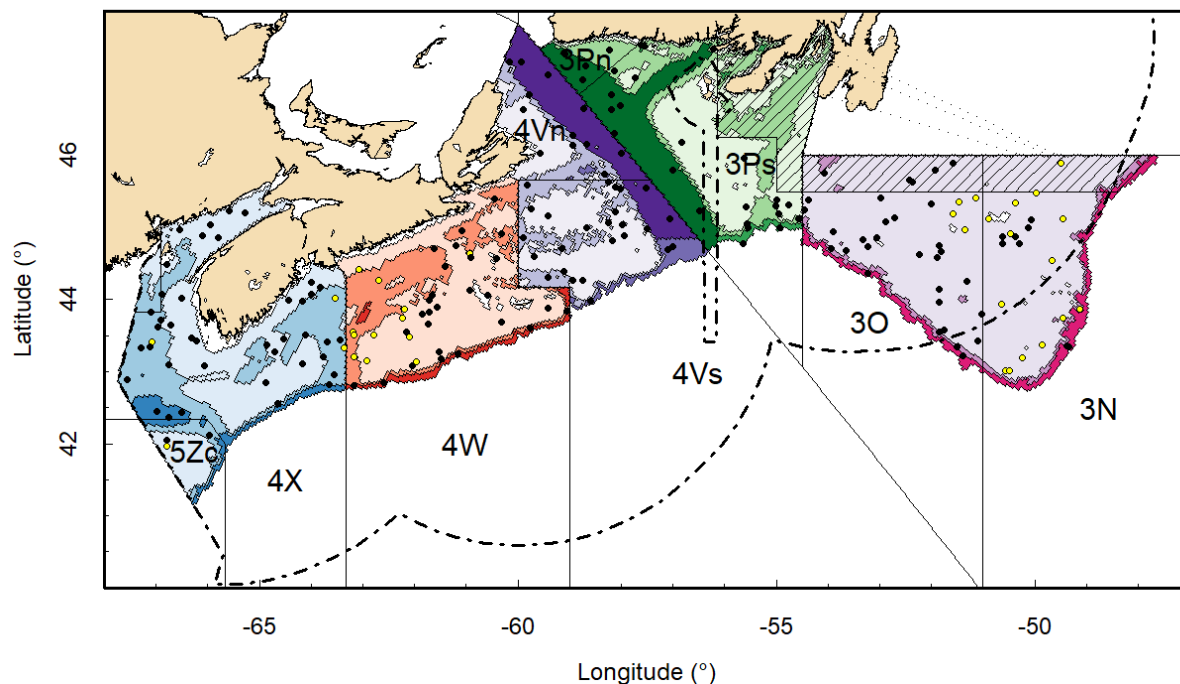 3Pn
4Vn
46
3Ps
Latitude (°)
44
3O
4Vs
3N
42
5Zc
4W
4X
-65
-60
-55
-50
Longitude (°)